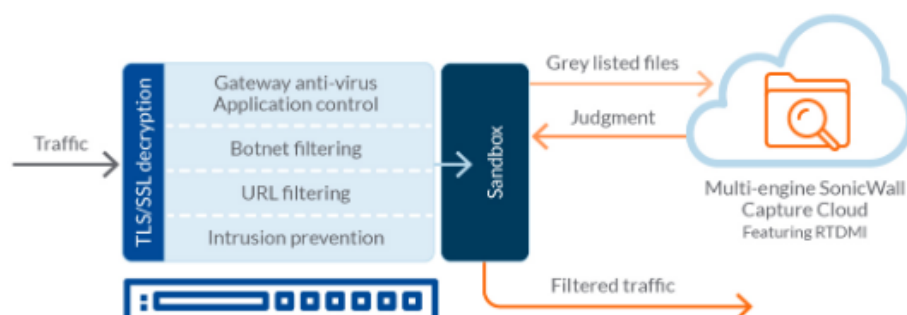 Traffic
TLS/SSL decryption
Gateway anti-virus
Application control
Botnet filtering
URL filtering
Intrusion prevention
Sandbox
Grey listed files
Judgment
Multi-engine SonicWall
Capture Cloud
Featuring RTDMI
Filtered traffic